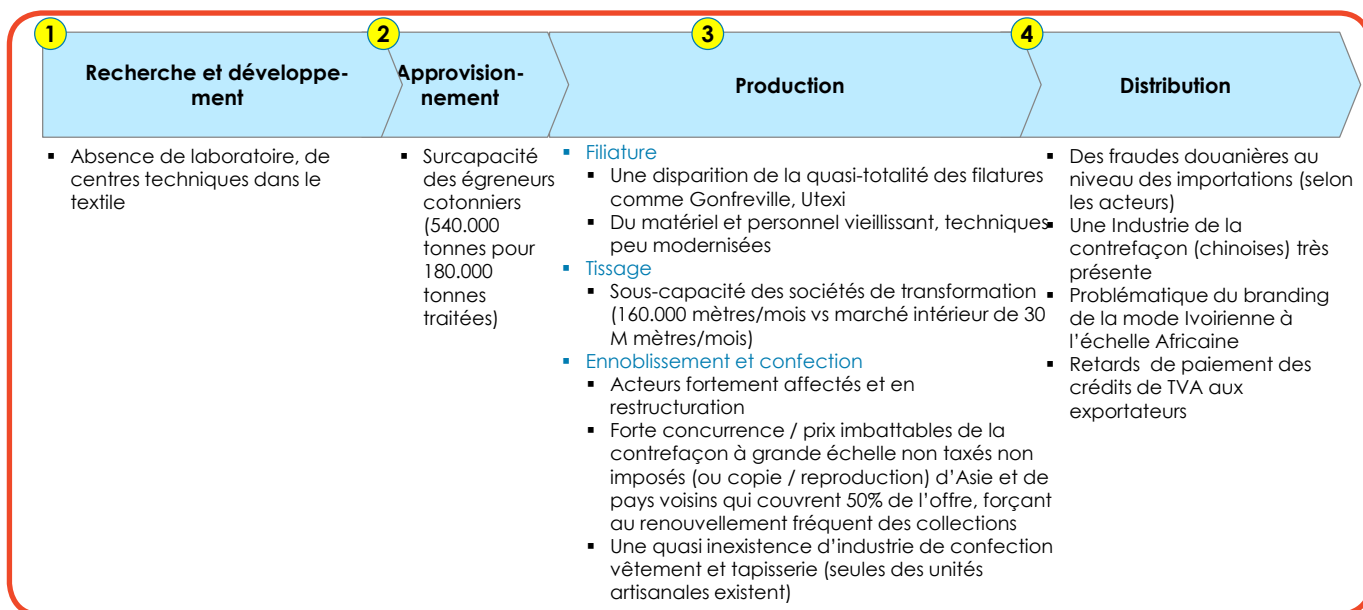 1
Recherche et développe-
ment
2
Approvision-
nement
3
Production
4
Distribution
▪ Absence de laboratoire, de
centres techniques dans le
textile
▪ Surcapacité
des égreneurs
cotonniers
(540.000
tonnes pour
180.000
tonnes
traitées)
▪ Filiature
▪ Une disparition de la quasi-totalité des filatures
comme Gonfreville, Utexi
▪ Du matériel et personnel vieillissant, techniques
peu modernisées
▪ Tissage
▪ Sous-capacité des sociétés de transformation
(160.000 mètres/mois vs marché intérieur de 30
M mètres/mois)
▪ Ennoblissement et confection
▪ Acteurs fortement affectés et en
restructuration
▪ Forte concurrence / prix imbattables de la
contrefaçon à grande échelle non taxés non
imposés (ou copie / reproduction) d’Asie et de
pays voisins qui couvrent 50% de l’offre, forçant
au renouvellement fréquent des collections
▪ Une quasi inexistence d’industrie de confection
vêtement et tapisserie (seules des unités
artisanales existent)
▪ Des fraudes douanières au
niveau des importations (selon
les acteurs)
▪ Une Industrie de la
contrefaçon (chinoises) très
présente
▪ Problématique du branding
de la mode Ivoirienne à
l’échelle Africaine
▪ Retards de paiement des
crédits de TVA aux
exportateurs